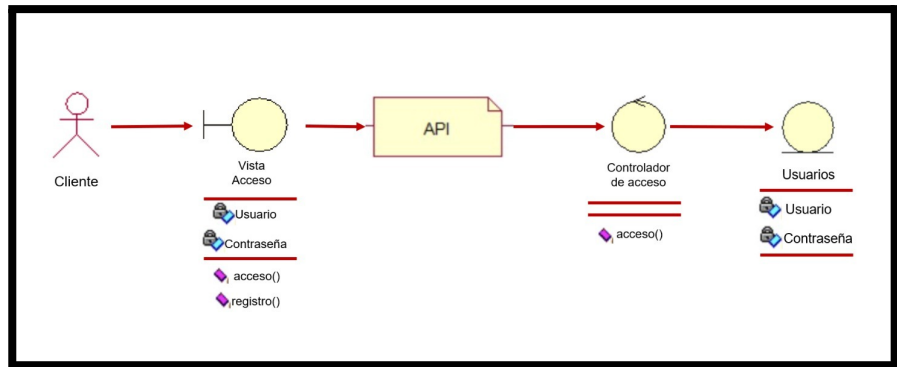 Cliente
Vista
Acceso
Usuario
Contraseña
acceso()
registro()
API
Controlador
de acceso
acceso()
Usuarios
Usuario
Contraseña